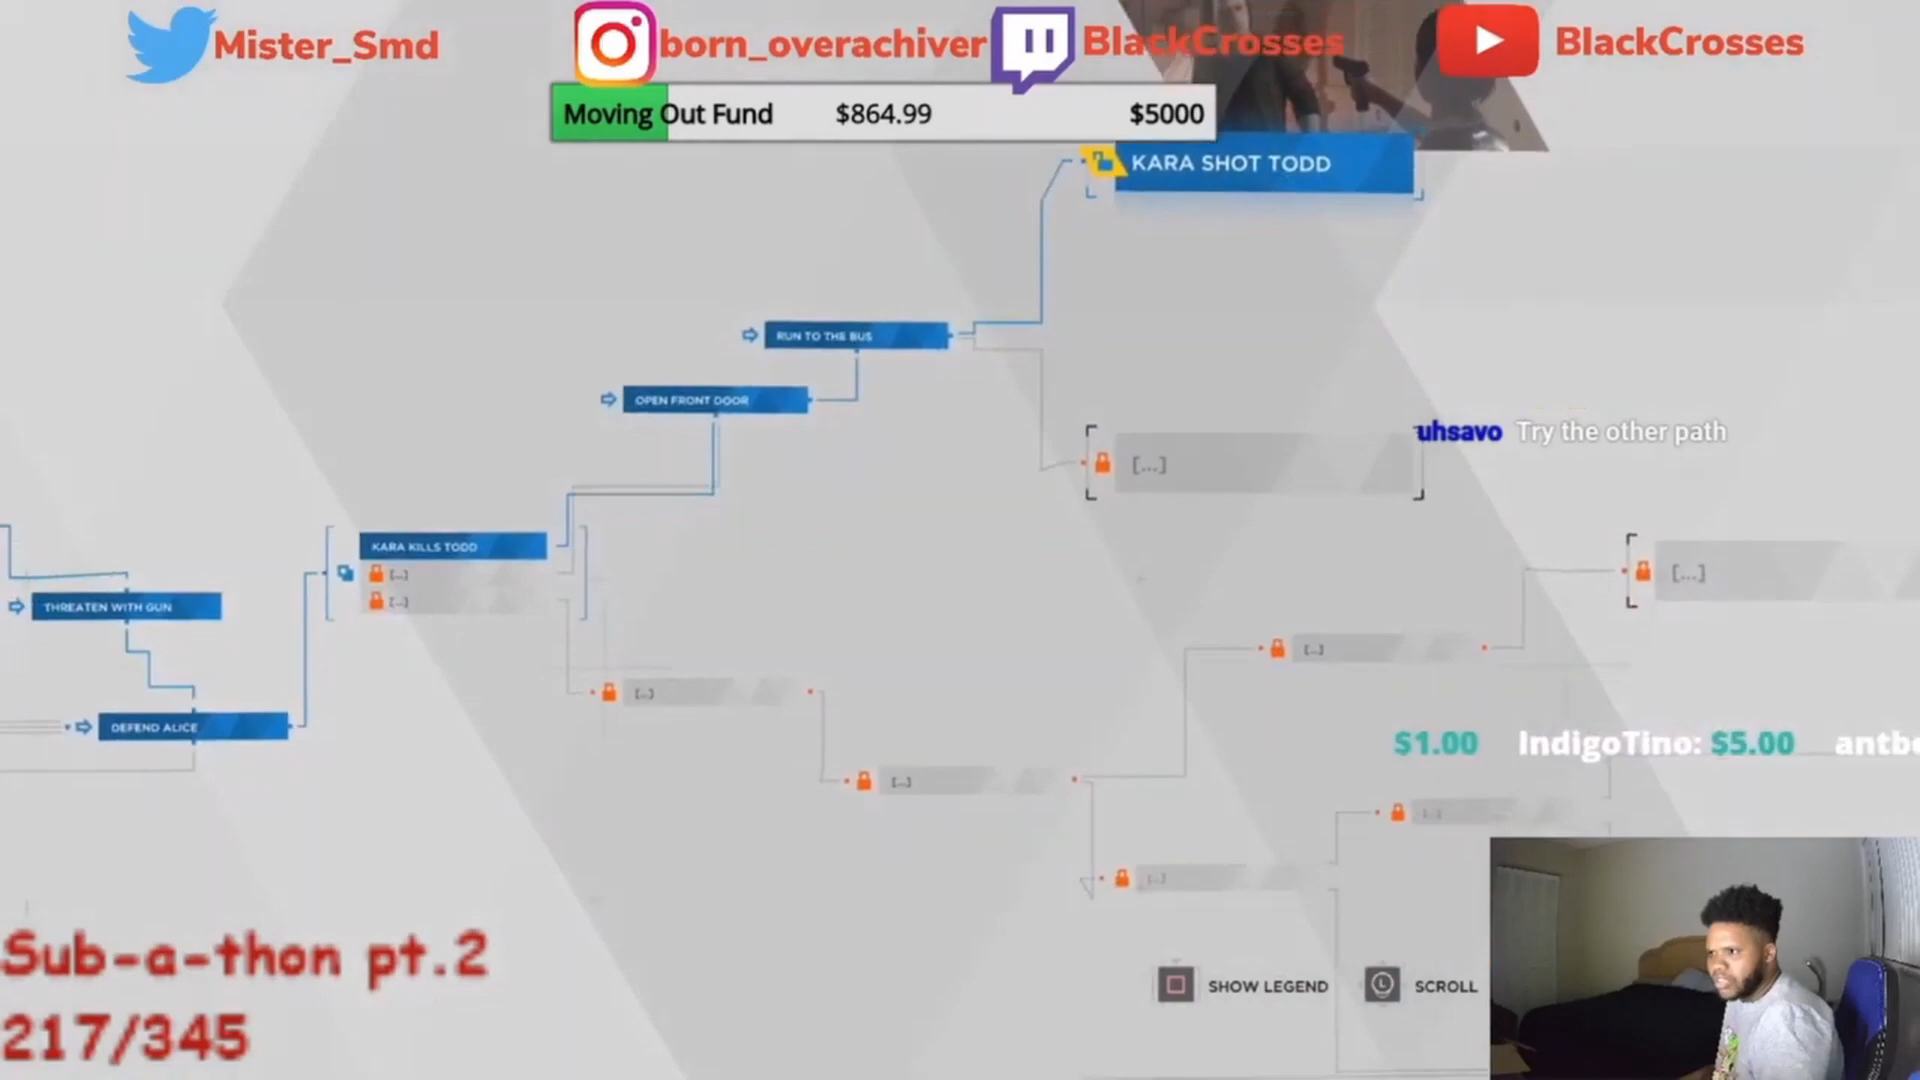 Mister_Smd
born_overachiver
BlackCrosses
BlackCrosses
Moving Out Fund $864.99 $5000
KARA SHOT TODD
RUN TO THE BUS
OPEN FRONT DOOR
uhsavo Try the other path
[...]
KARA KILLS TODD
[...]
[...]
[...]
THREATEN WITH GUN
[...]
[...]
DEFEND ALICE
$1.00 IndigoTino: $5.00 antbo
[...]
[...]
[...]
Sub-a-thon pt.2
217/345
SHOW LEGEND
SCROLL